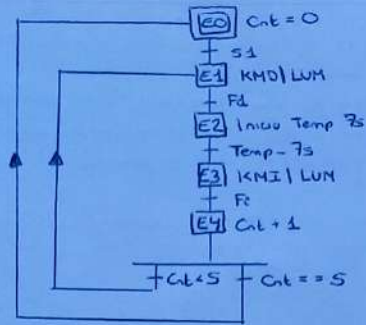 E0 Cnt = 0
S1
E1 KMD / LUM
Fd
E2 Inicio Temp 7s
Temp - 7s
E3 KMI / LUM
Fi
E4 Cnt + 1
Cnt < 5 Cnt == 5